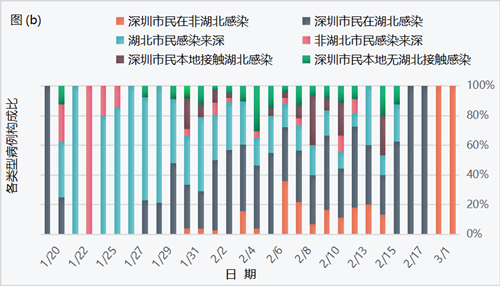 图 (b)
深圳市民在非湖北感染 深圳市民在湖北感染
湖北市民感染来深 非湖北市民感染来深
深圳市民本地接触湖北感染 深圳市民本地无湖北感染
各类型病例构成比
100%
80%
60%
40%
20%
0%
1/20 1/22 1/25 1/27 1/29 1/31 2/2 2/4 2/6 2/8 2/10 2/13 2/15 2/17 3/1
日 期